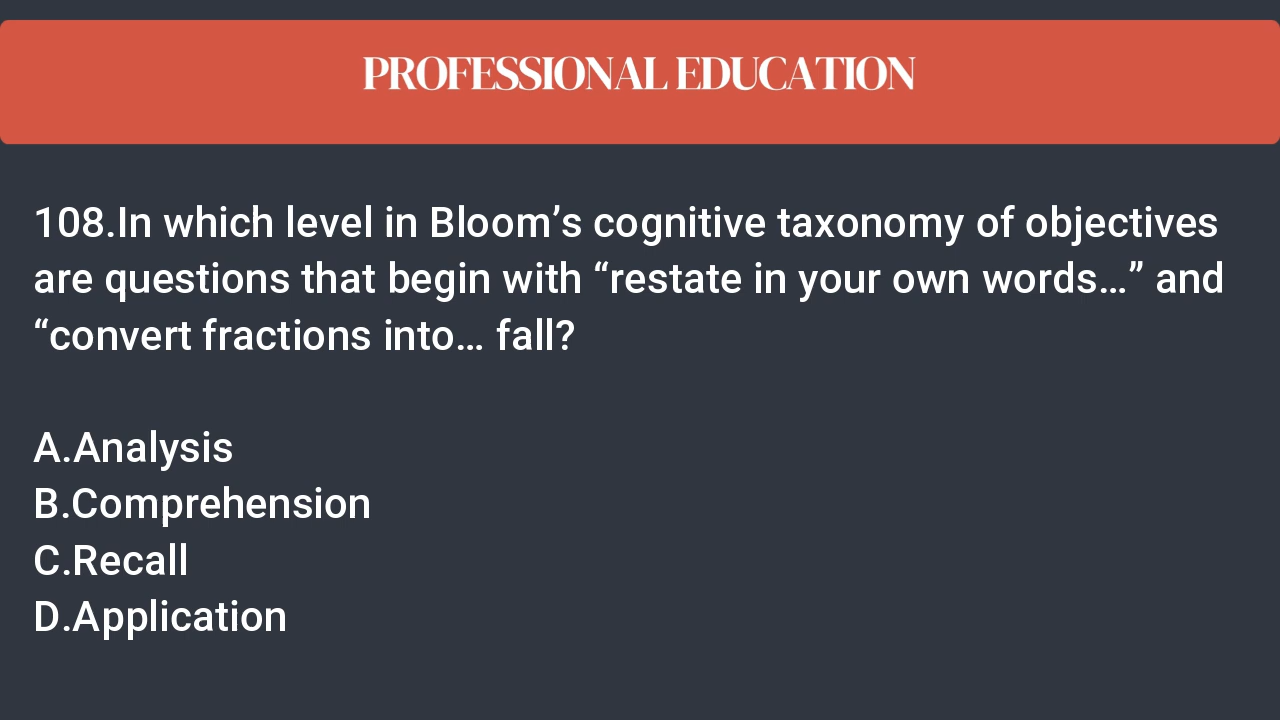 PROFESSIONAL EDUCATION
108.In which level in Bloom’s cognitive taxonomy of objectives
are questions that begin with “restate in your own words…” and
“convert fractions into… fall?
A.Analysis
B.Comprehension
C.Recall
D.Application